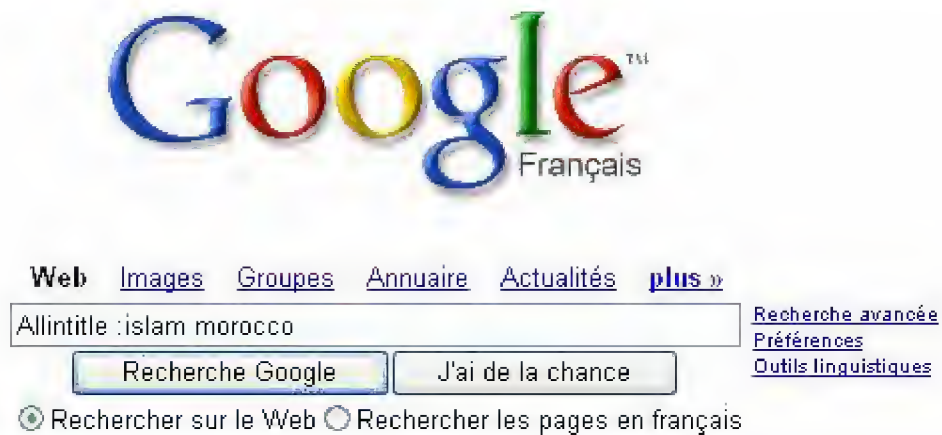 Google™
Français
Web Images Groupes Annuaire Actualités plus »
Allintitle :islam morocco
Recherche avancée
Préférences
Outils linguistiques
Recherche Google J'ai de la chance
Rechercher sur le Web Rechercher les pages en français